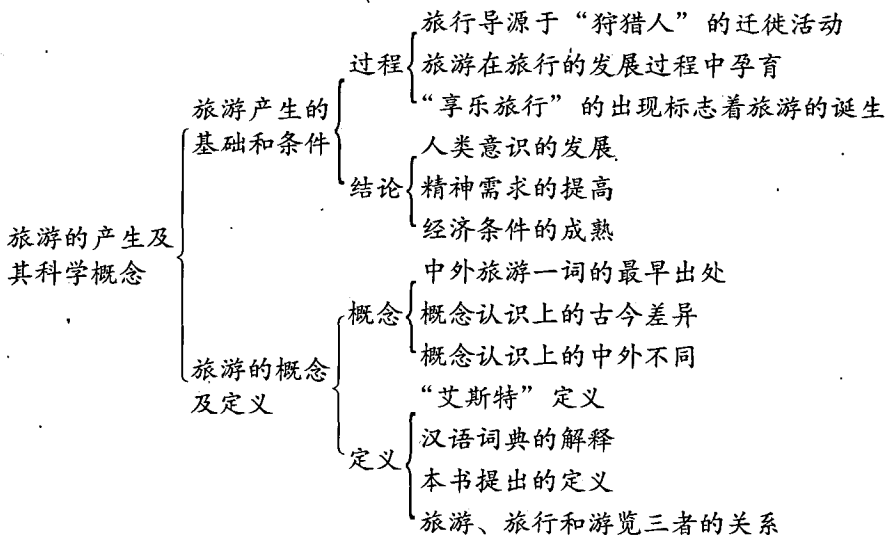 旅行导源于“狩猎人”的迁徙活动
过程
旅游在旅行的发展过程中孕育
旅游产生的
基础和条件
“享乐旅行”的出现标志着旅游的诞生
人类意识的发展
结论
精神需求的提高
经济条件的成熟
旅游的产生及
其科学概念
中外旅游一词的最早出处
概念
概念认识上的古今差异
概念认识上的中外不同
旅游的概念
及定义
“艾斯特”定义
汉语词典的解释
定义
本书提出的定义
旅游、旅行和游览三者的关系